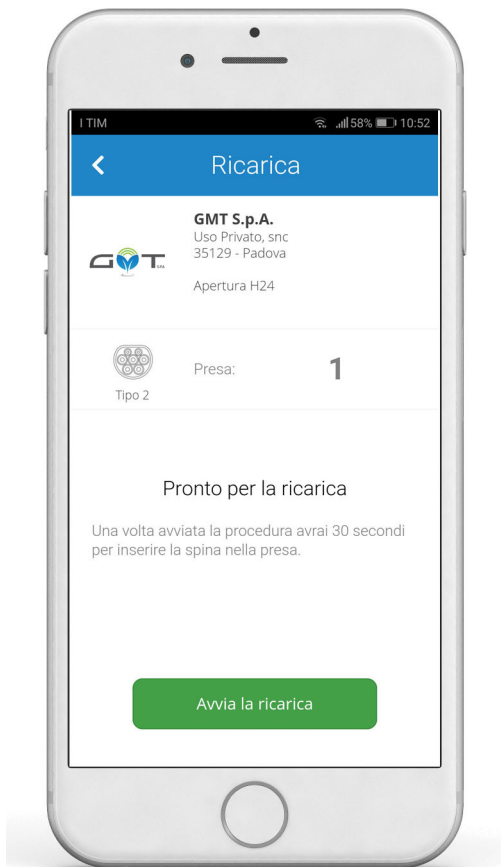 I TIM 58% 10:52
Ricarica
GMT S.p.A.
Uso Privato, snc
35129 - Padova
Apertura H24
GMT SPA
Tipo 2
Presa: 1
Pronto per la ricarica
Una volta avviata la procedura avrai 30 secondi
per inserire la spina nella presa.
Avvia la ricarica